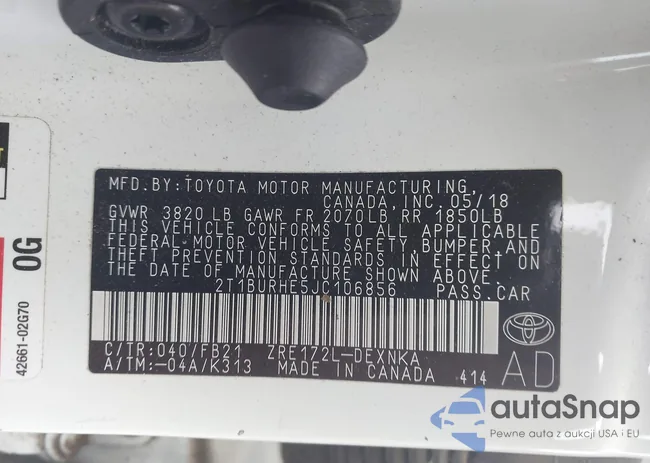 MFD.BY:TOYOTA MOTOR MANUFACTURING,
CANADA, INC. 05/18
GVWR 3820 LB GAWR FR 2070LB, RR 1850LB
THIS VEHICLE CONFORMS TO ALL APPLICABLE
FEDERAL MOTOR VEHICLE SAFETY, BUMPER, AND
THEFT PREVENTION STANDARDS IN EFFECT ON
THE DATE OF MANUFACTURE SHOWN ABOVE.
2T1BURHE5JC106856 PASS.CAR
C/TR:040/FB21 ZRE172L-DEXNKA
A/TM:-04A/K313 MADE IN CANADA 414
AD
0G
42661-02G70
autoSnap
Pewne auta z aukcji USA i EU